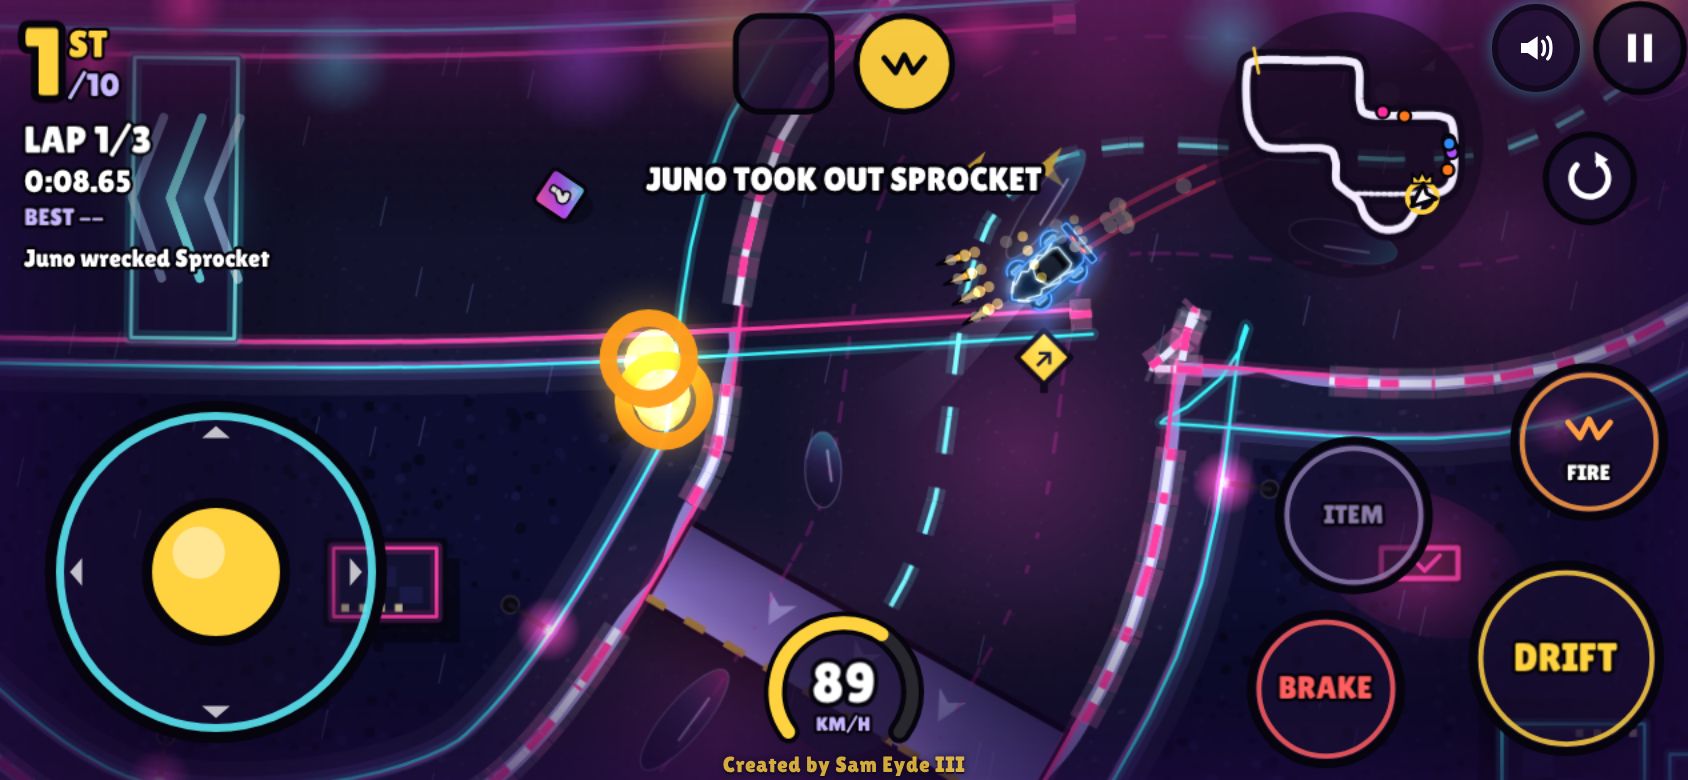 1ST
/10
LAP 1/3
0:08.65
BEST --
Juno wrecked Sprocket
JUNO TOOK OUT SPROCKET
FIRE
ITEM
BRAKE
DRIFT
89
KM/H
Created by Sam Eyde III